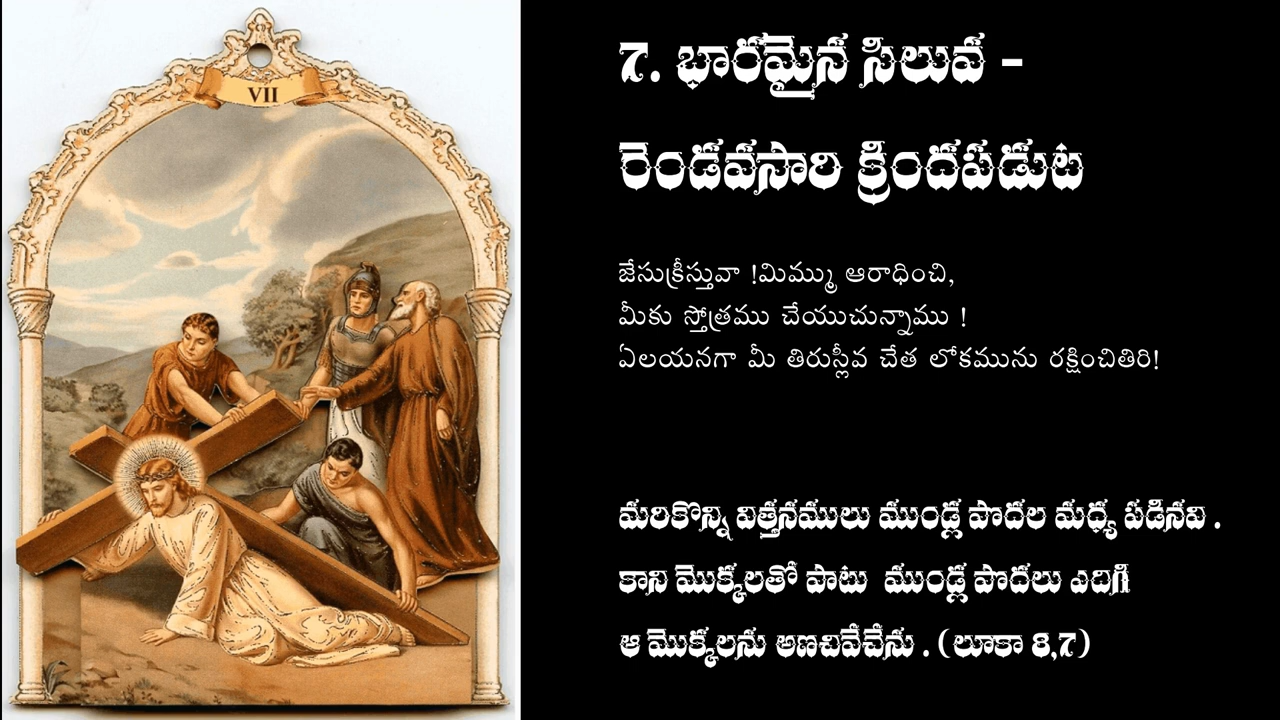 VII
7. భారమైన సిలువ -
రెండవసారి క్రిందపడుట
జేసుక్రీస్తువా !మిమ్ము ఆరాధించి,
మీకు స్తోత్రము చేయుచున్నాము !
ఏలయనగా మీ తిరుస్లీవ చేత లోకమును రక్షించితిరి!
మరికొన్ని విత్తనములు ముండ్ల పొదల మధ్య పడినవి .
కాని మొక్కలతో పాటు ముండ్ల పొదలు ఎదిగి
ఆ మొక్కలను అణచివేచేను . (లూకా 8,7)